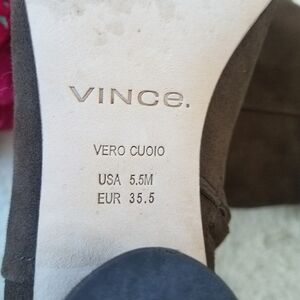 VINCe.
VERO CUOIO
USA 5.5M
EUR 35.5